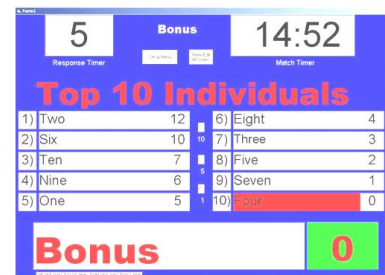 Form1
5
Bonus
14:52
Response Timer
Match Timer
Top 10 Individuals
1) Two 12
2) Six 10
3) Ten 7
4) Nine 6
5) One 5
10
5
1
6) Eight 4
7) Three 3
8) Five 2
9) Seven 1
10) Four 0
Bonus
0